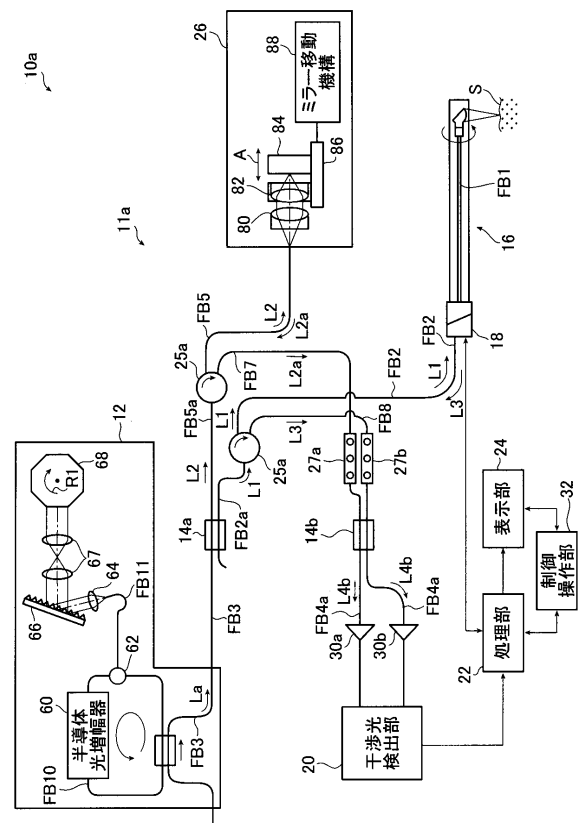 10a
11a
12
60
半導体
光増幅器
FB10
62
FB11
64
66
67
68
R1
La
FB3
FB3
14a
L2
FB5a
25a
FB5
L2
L2a
26
80
82
A
84
86
88
ミラー移動
機構
FB2a
L1
25a
L1
FB7
L2a
L3
FB8
FB2
L1
L3
FB2
18
16
FB1
S
27a
27b
14b
L4b
L4b
FB4a
FB4a
30a
30b
20
干渉光
検出部
22
処理部
24
表示部
32
制御
操作部